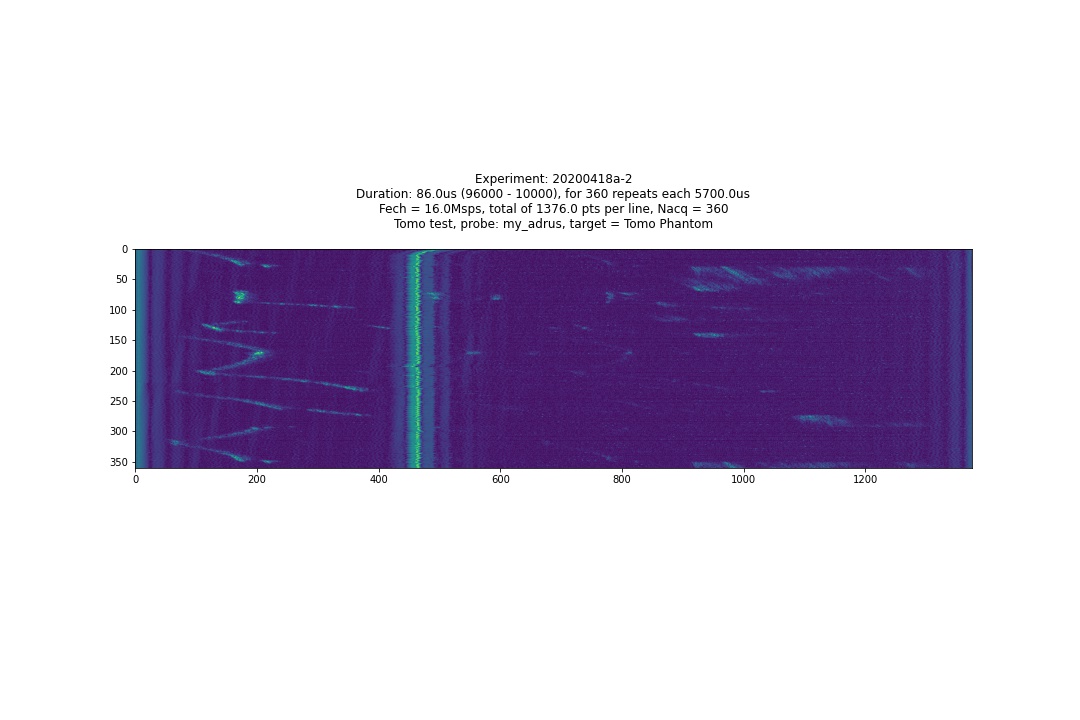 Experiment: 20200418a-2
Duration: 86.0us (96000 - 10000), for 360 repeats each 5700.0us
Fech = 16.0Msps, total of 1376.0 pts per line, Nacq = 360
Tomo test, probe: my_adrus, target = Tomo Phantom
0
50
100
150
200
250
300
350
0 200 400 600 800 1000 1200